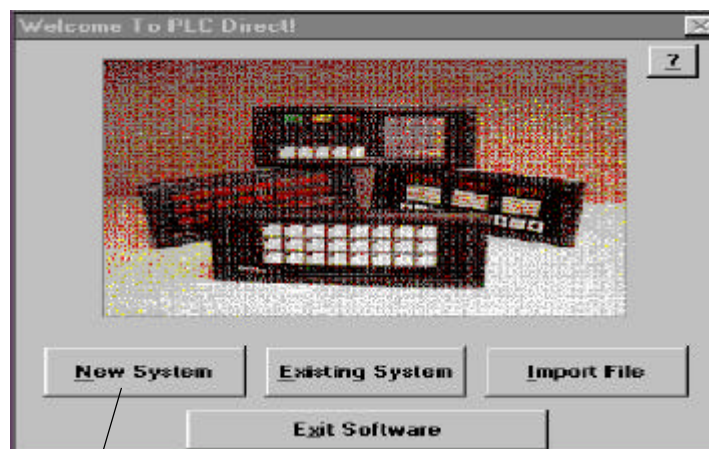 Welcome To PLC Direct!
?
New System
Existing System
Import File
Exit Software